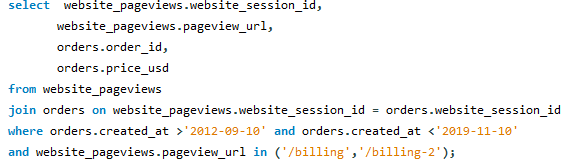 select  website_pageviews.website_session_id,
website_pageviews.pageview_url,
orders.order_id,
orders.price_usd
from website_pageviews
join orders on website_pageviews.website_session_id = orders.website_session_id
where orders.created_at >'2012-09-10' and orders.created_at <'2019-11-10'
and website_pageviews.pageview_url in ('/billing','/billing-2');